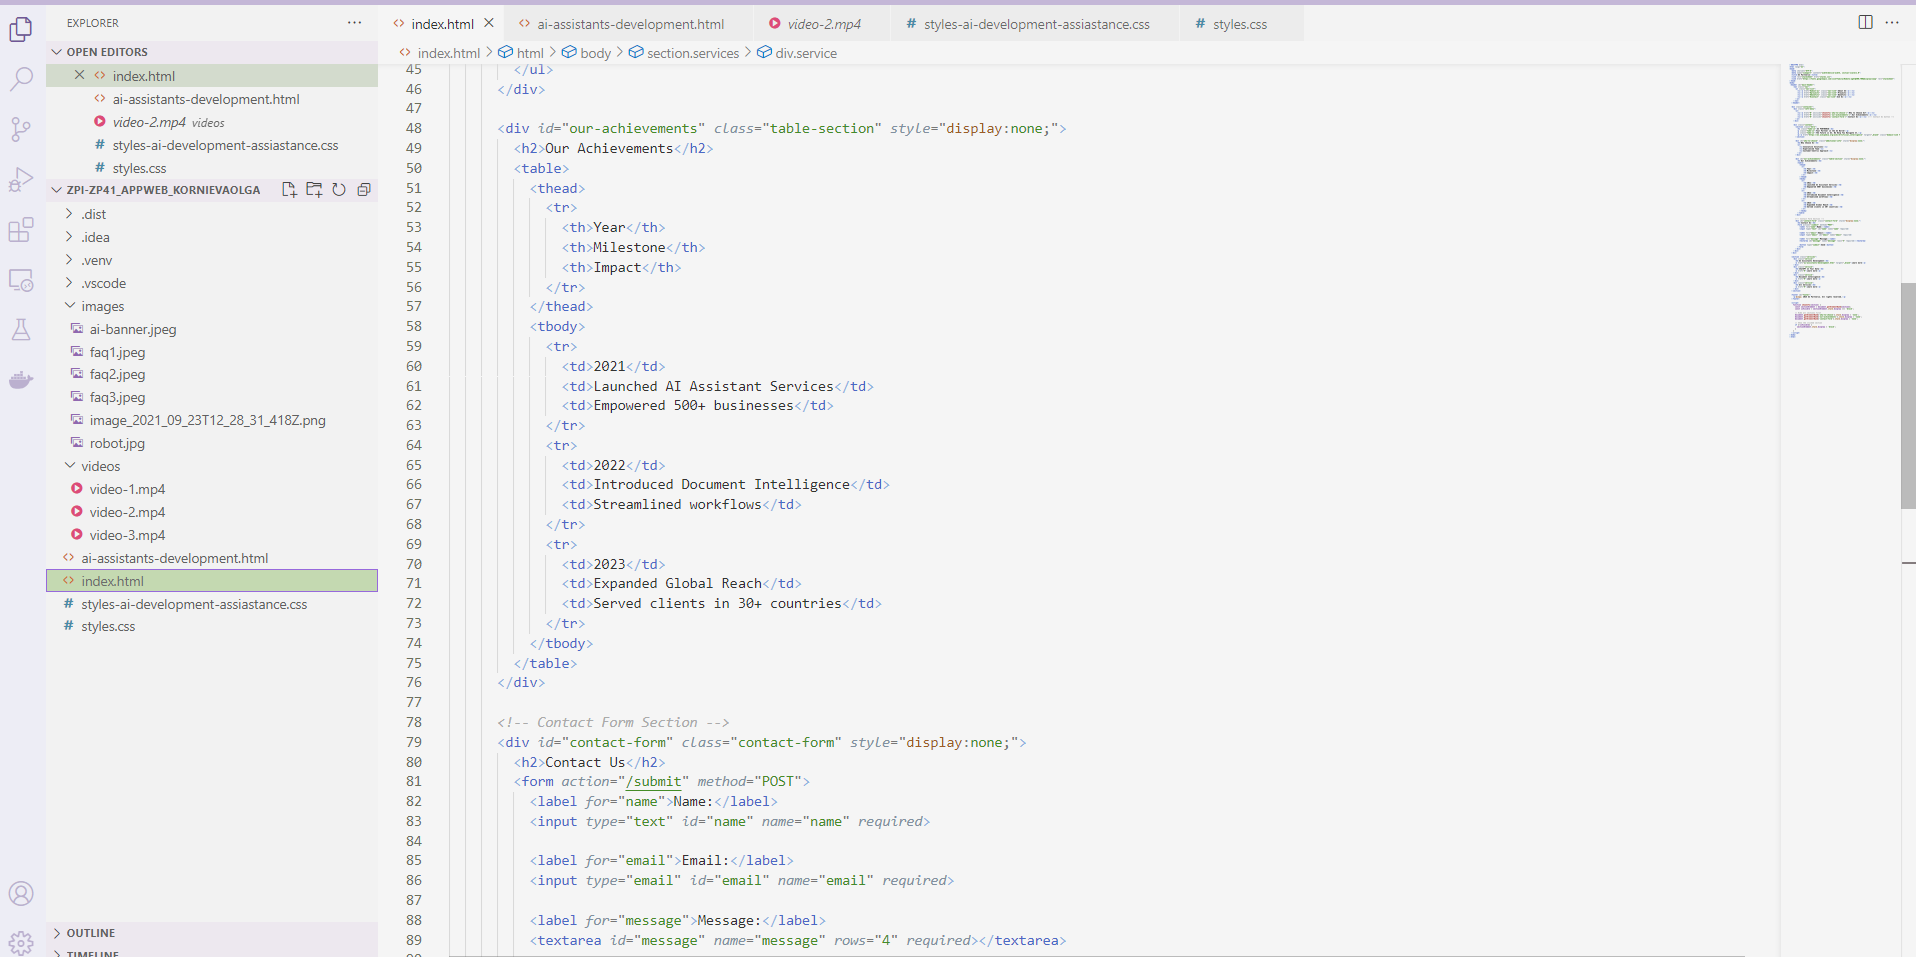 EXPLORER
OPEN EDITORS
index.html
ai-assistants-development.html
video-2.mp4 videos
styles-ai-development-assiastance.css
styles.css
ZPI-ZP41_APPWEB_KORNIEVAOLGA
.dist
.idea
.venv
.vscode
images
ai-banner.jpeg
faq1.jpeg
faq2.jpeg
faq3.jpeg
image_2021_09_23T12_28_31_418Z.png
robot.jpg
videos
video-1.mp4
video-2.mp4
video-3.mp4
ai-assistants-development.html
index.html
styles-ai-development-assiastance.css
styles.css
OUTLINE
TIMELINE
index.html ai-assistants-development.html video-2.mp4 styles-ai-development-assiastance.css styles.css
index.html > html > body > section.services > div.service
45 </ul>
46 </div>
47
48 <div id="our-achievements" class="table-section" style="display:none;">
49 <h2>Our Achievements</h2>
50 <table>
51 <thead>
52 <tr>
53 <th>Year</th>
54 <th>Milestone</th>
55 <th>Impact</th>
56 </tr>
57 </thead>
58 <tbody>
59 <tr>
60 <td>2021</td>
61 <td>Launched AI Assistant Services</td>
62 <td>Empowered 500+ businesses</td>
63 </tr>
64 <tr>
65 <td>2022</td>
66 <td>Introduced Document Intelligence</td>
67 <td>Streamlined workflows</td>
68 </tr>
69 <tr>
70 <td>2023</td>
71 <td>Expanded Global Reach</td>
72 <td>Served clients in 30+ countries</td>
73 </tr>
74 </tbody>
75 </table>
76 </div>
77
78 <!-- Contact Form Section -->
79 <div id="contact-form" class="contact-form" style="display:none;">
80 <h2>Contact Us</h2>
81 <form action="/submit" method="POST">
82 <label for="name">Name:</label>
83 <input type="text" id="name" name="name" required>
84
85 <label for="email">Email:</label>
86 <input type="email" id="email" name="email" required>
87
88 <label for="message">Message:</label>
89 <textarea id="message" name="message" rows="4" required></textarea>